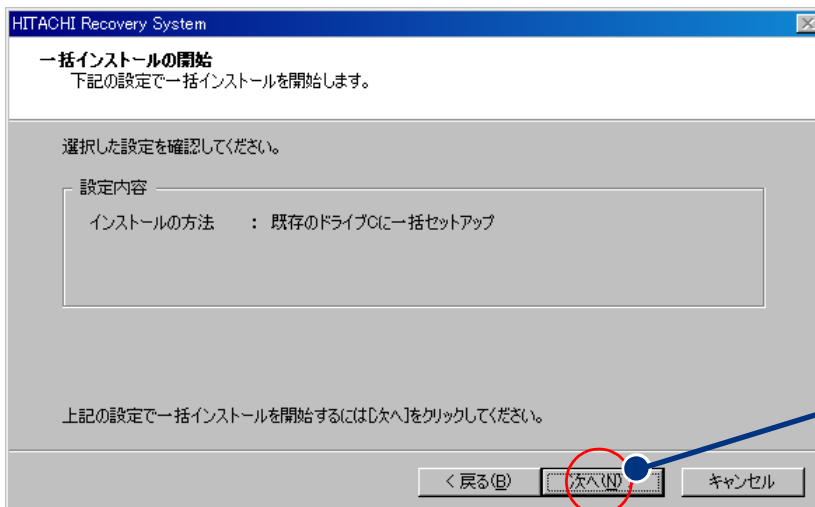 HITACHI Recovery System
一括インストールの開始
下記の設定で一括インストールを開始します。
選択した設定を確認してください。
設定内容
インストールの方法 : 既存のドライブCに一括セットアップ
上記の設定で一括インストールを開始するには[次へ]をクリックしてください。
< 戻る(B) 次へ(N) キャンセル